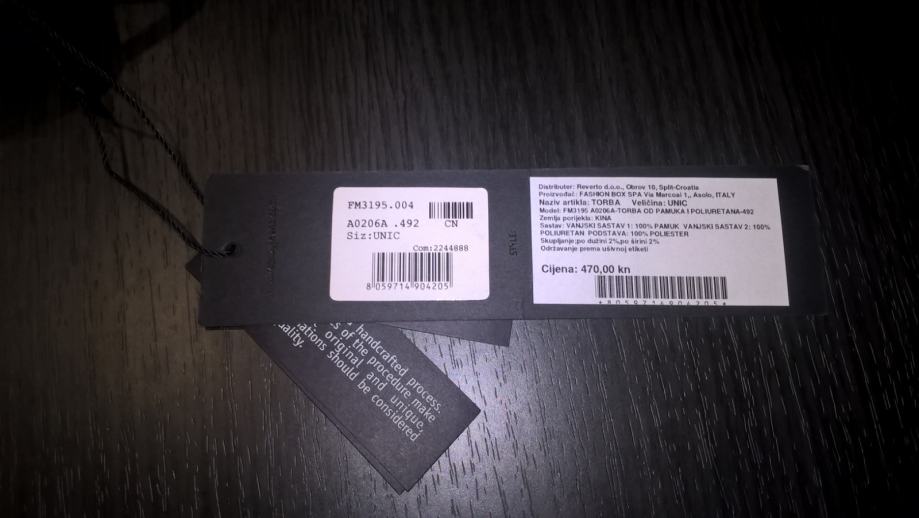 FM3195.004
A0206A .492 CN
Siz:UNIC
Com:2244888
8 059714 904205
STYLE:
Distributer: Reverto d.o.o., Obrov 10, Split-Croatia
Proizvođač: FASHION BOX SPA Via Marcoai 1,, Asolo, ITALY
Naziv artikla: TORBA Veličina: UNIC
Model: FM3195 A0206A-TORBA OD PAMUKA I POLIURETANA-492
Zemlja porijekla: KINA
Sastav: VANJSKI SASTAV 1: 100% PAMUK VANJSKI SASTAV 2: 100%
POLIURETAN PODSTAVA: 100% POLIESTER
Skupljanje:po dužini 2%,po širini 2%
Održavanje prema ušivnoj etiketi
Cijena: 470,00 kn
*8059714904205*
handcrafted process.
of the procedure make
original and unique.
should be considered